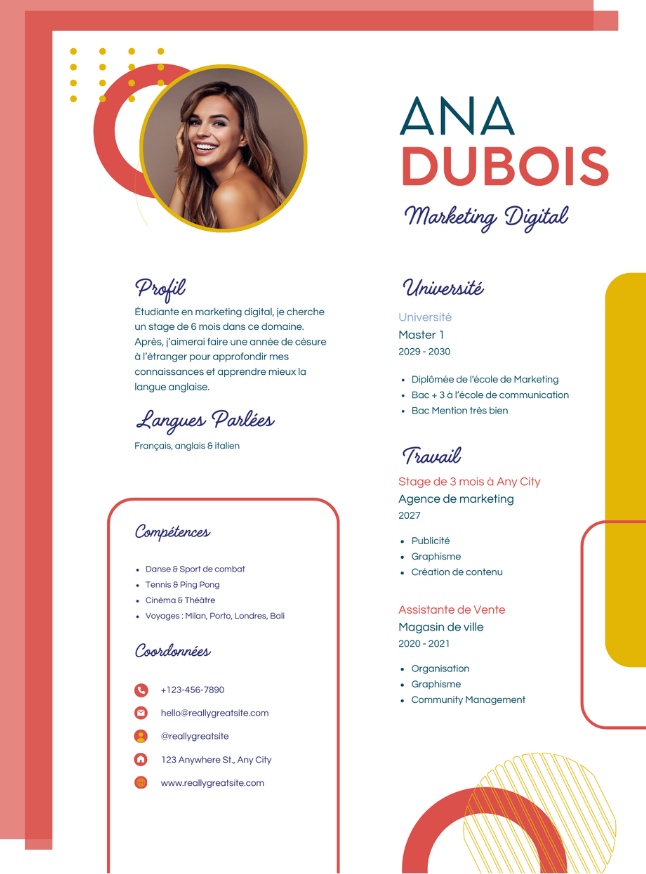 ANA
DUBOIS
Marketing Digital
Profil
Étudiante en marketing digital, je cherche
un stage de 6 mois dans ce domaine.
Après, j'aimerai faire une année de césure
à l'étranger pour approfondir mes
connaissances et apprendre mieux la
langue anglaise.
Langues Parlées
Français, anglais & italien
Compétences
• Danse & Sport de combat
• Tennis & Ping Pong
• Cinéma & Théâtre
• Voyages : Milan, Porto, Londres, Bali
Coordonnées
+123-456-7890
hello@reallygreatsite.com
@reallygreatsite
123 Anywhere St., Any City
www.reallygreatsite.com
Université
Université
Master 1
2029 - 2030
• Diplômée de l'école de Marketing
• Bac + 3 à l'école de communication
• Bac Mention très bien
Travail
Stage de 3 mois à Any City
Agence de marketing
2027
• Publicité
• Graphisme
• Création de contenu
Assistante de Vente
Magasin de ville
2020 - 2021
• Organisation
• Graphisme
• Community Management